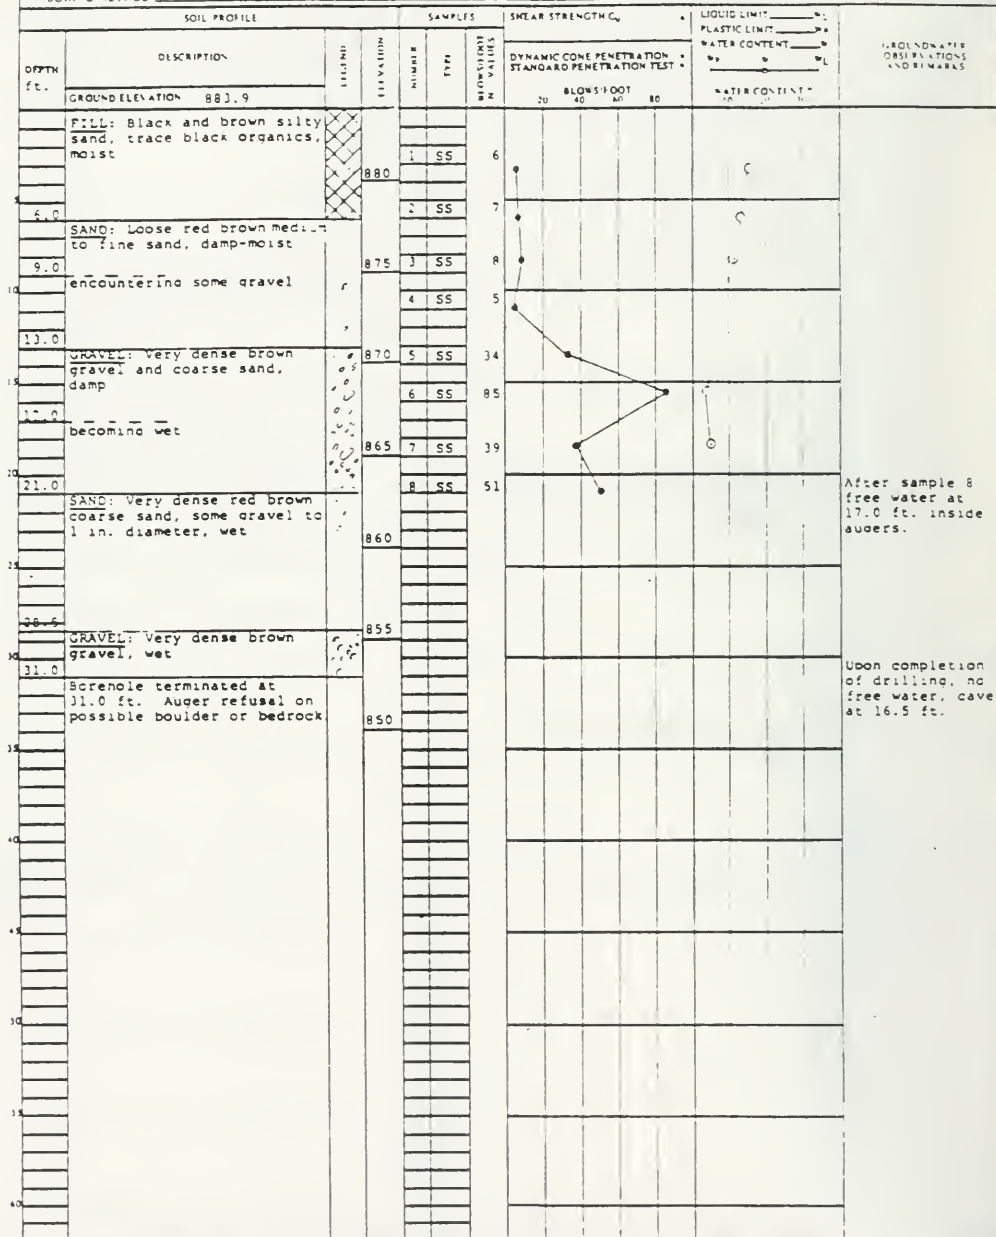 SOIL PROFILE
SAMPLES
SHEAR STRENGTH Cu
LIQUID LIMIT WL
PLASTIC LIMIT
WATER CONTENT W
DEPTH
ft.
DESCRIPTION
LEGEND
ELEVATION
NUMBER
TYPE
BLOWS/FOOT
N VALUES
DYNAMIC CONE PENETRATION
STANDARD PENETRATION TEST
WL
GROUNDWATER
OBSERVATIONS
AND REMARKS
GROUND ELEVATION 883.9
BLOWS/FOOT
WATER CONTENT
20 40 60 80
FILL: Black and brown silty
sand, trace black organics,
moist
1 SS 6
880
2 SS 7
6.0
SAND: Loose red brown
to fine sand, damp-moist
9.0
875 3 SS 8
encountering some gravel
10
4 SS 5
13.0
GRAVEL: Very dense brown
gravel and coarse sand,
damp
870 5 SS 34
15
6 SS 85
17.0
becoming wet
865 7 SS 39
20
21.0
8 SS 51
SAND: Very dense red brown
coarse sand, some gravel to
1 in. diameter, wet
After sample 8
free water at
17.0 ft. inside
augers.
860
25
855
GRAVEL: Very dense brown
gravel, wet
30
31.0
Borehole terminated at
31.0 ft. Auger refusal on
possible boulder or bedrock
Upon completion
of drilling, no
free water, cave
at 16.5 ft.
850
35
40
45
50